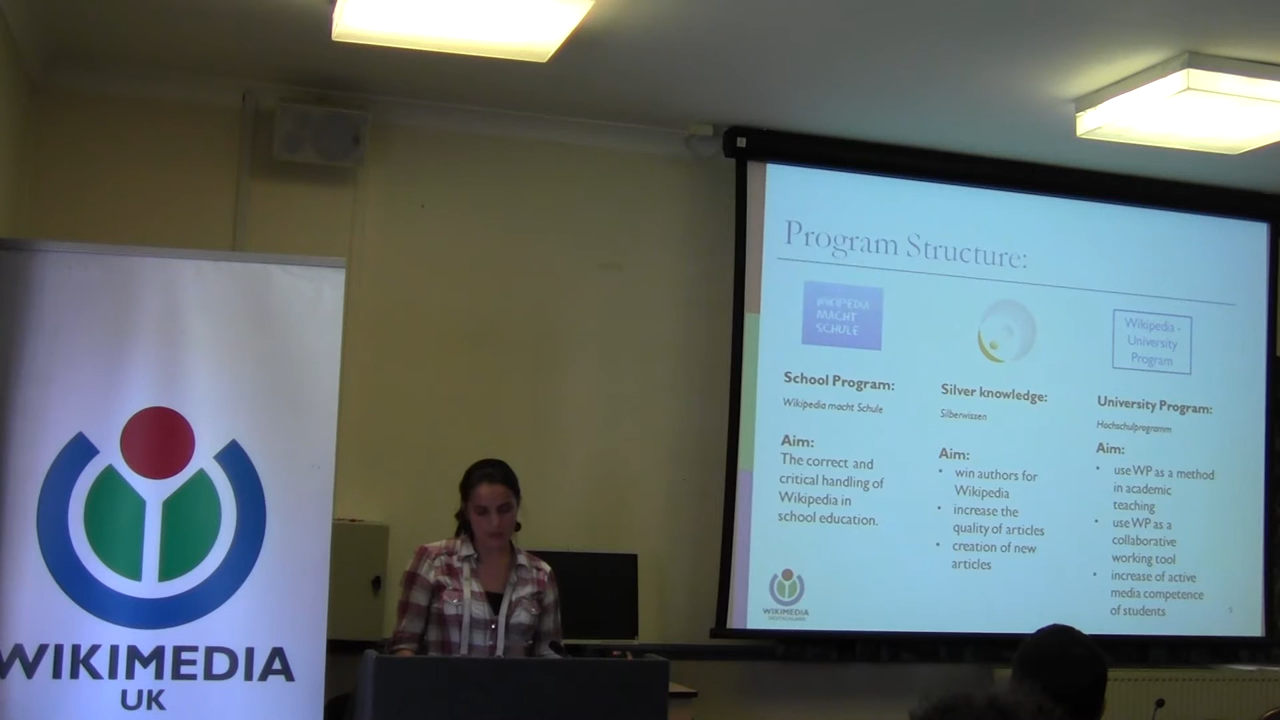 WIKIMEDIA
UK
Program Structure:
WIKIPEDIA
MACHT
SCHULE
School Program:
Wikipedia macht Schule
Aim:
The correct and
critical handling of
Wikipedia in
school education.
Silver knowledge:
Silberwissen
Aim:
• win authors for
Wikipedia
• increase the
quality of articles
• creation of new
articles
Wikipedia -
University
Program
University Program:
Hochschulprogramm
Aim:
• use WP as a method
in academic
teaching
• use WP as a
collaborative
working tool
• increase of active
media competence
of students
WIKIMEDIA
DEUTSCHLAND